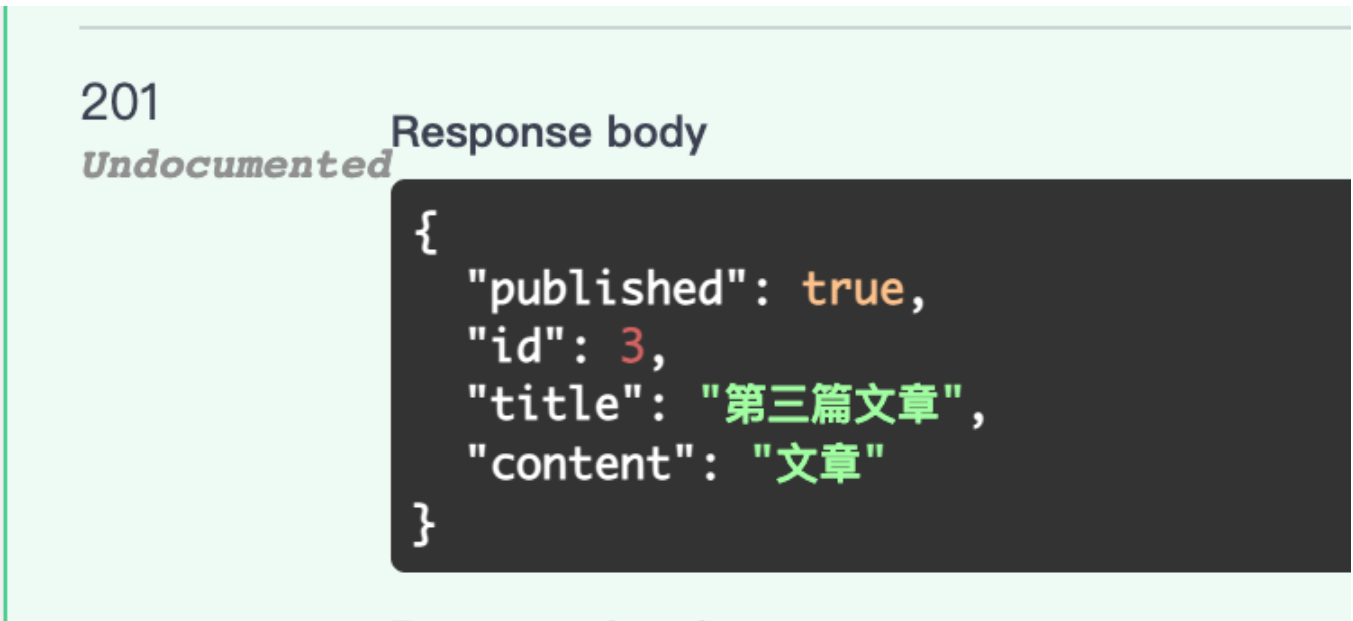 201
Undocumented
Response body
{
  "published": true,
  "id": 3,
  "title": "第三篇文章",
  "content": "文章"
}